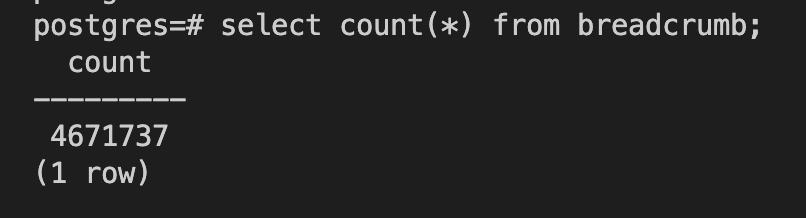 postgres=# select count(*) from breadcrumb;
count
---------
4671737
(1 row)